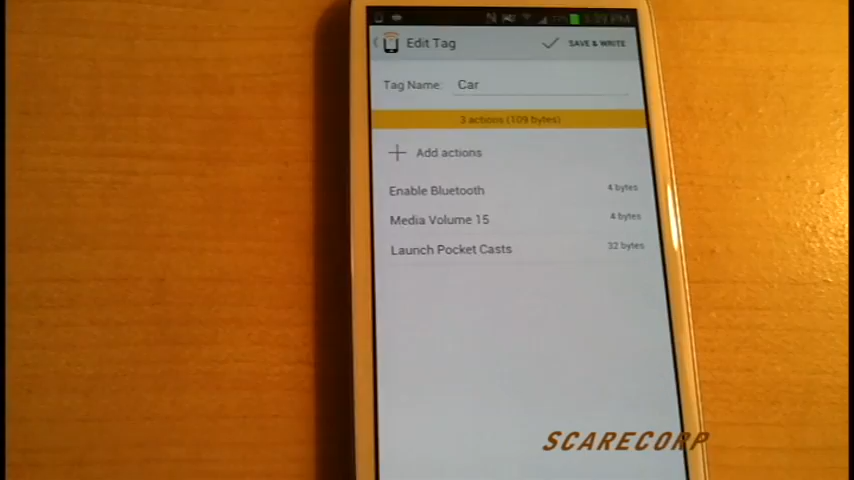 Edit Tag
SAVE & WRITE
Tag Name: Car
3 actions (109 bytes)
Add actions
Enable Bluetooth 4 bytes
Media Volume 15 4 bytes
Launch Pocket Casts 32 bytes
SCARECORP